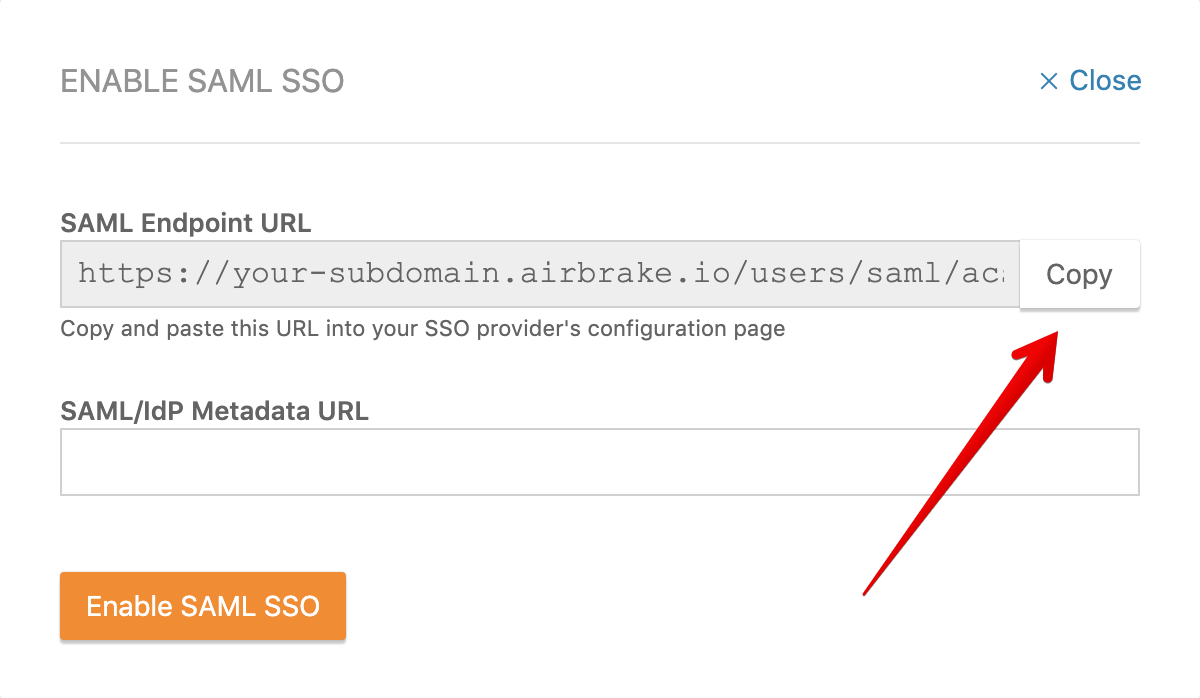 ENABLE SAML SSO
× Close
SAML Endpoint URL
https://your-subdomain.airbrake.io/users/saml/ac
Copy
Copy and paste this URL into your SSO provider's configuration page
SAML/IdP Metadata URL
Enable SAML SSO